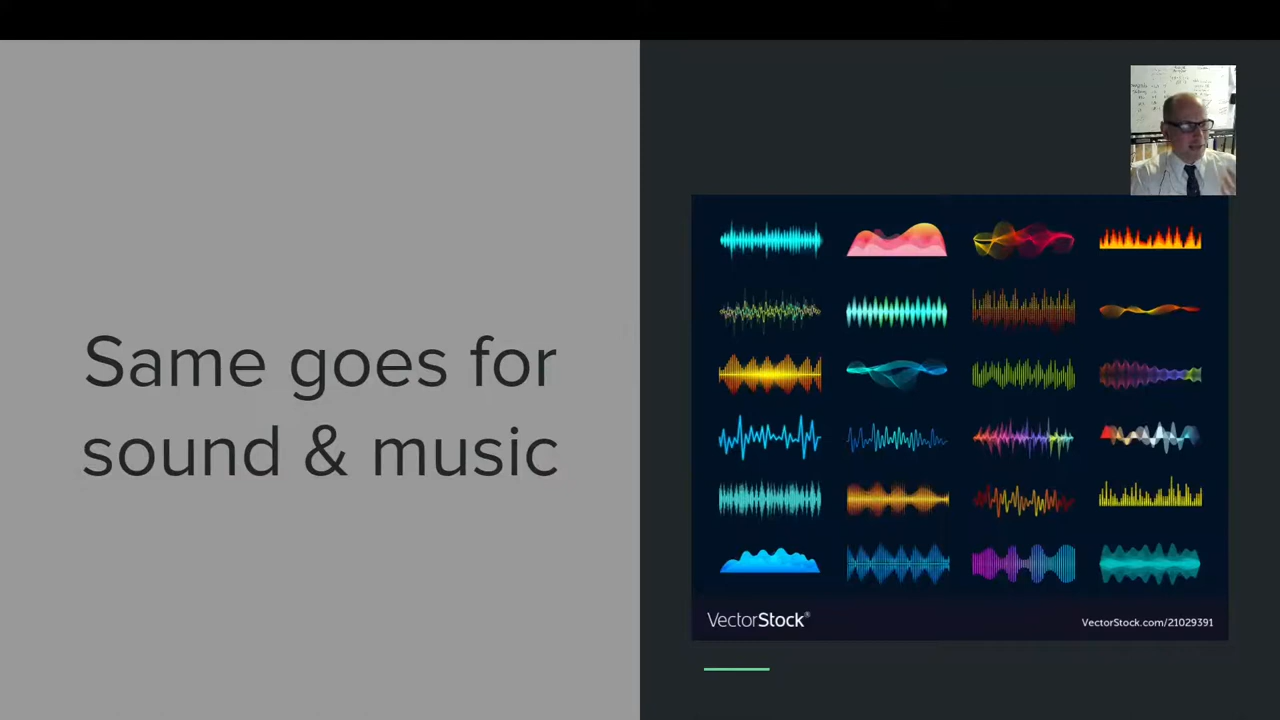 Same goes for
sound & music
VectorStock®
VectorStock.com/21029391